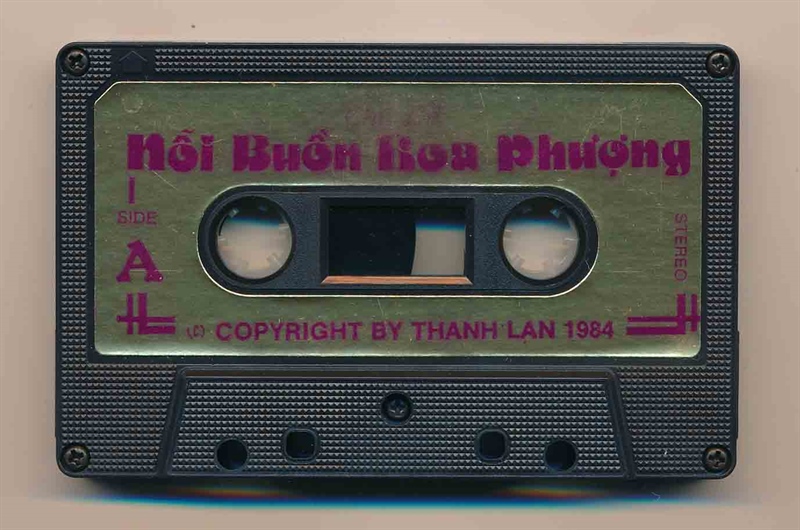 Nỗi Buồn Hoa Phượng
I
SIDE
A
STEREO
(C) COPYRIGHT BY THANH LAN 1984